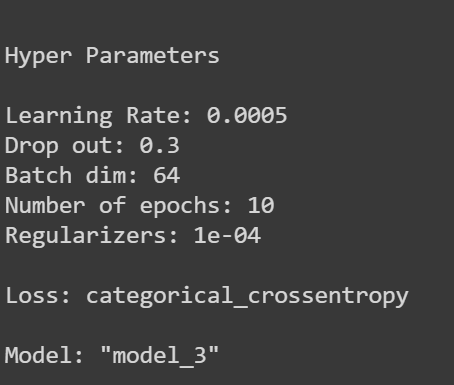 Hyper Parameters
Learning Rate: 0.0005
Drop out: 0.3
Batch dim: 64
Number of epochs: 10
Regularizers: 1e-04
Loss: categorical_crossentropy
Model: "model_3"